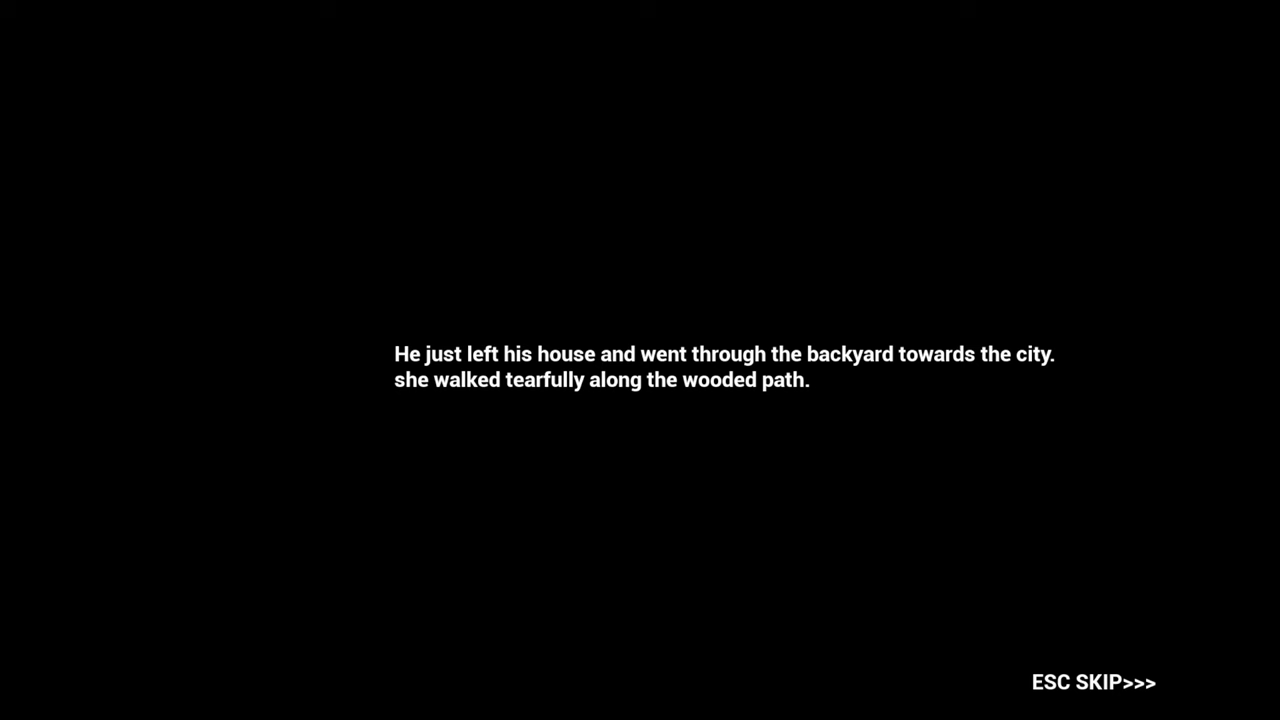 He just left his house and went through the backyard towards the city.
she walked tearfully along the wooded path.
ESC SKIP>>>